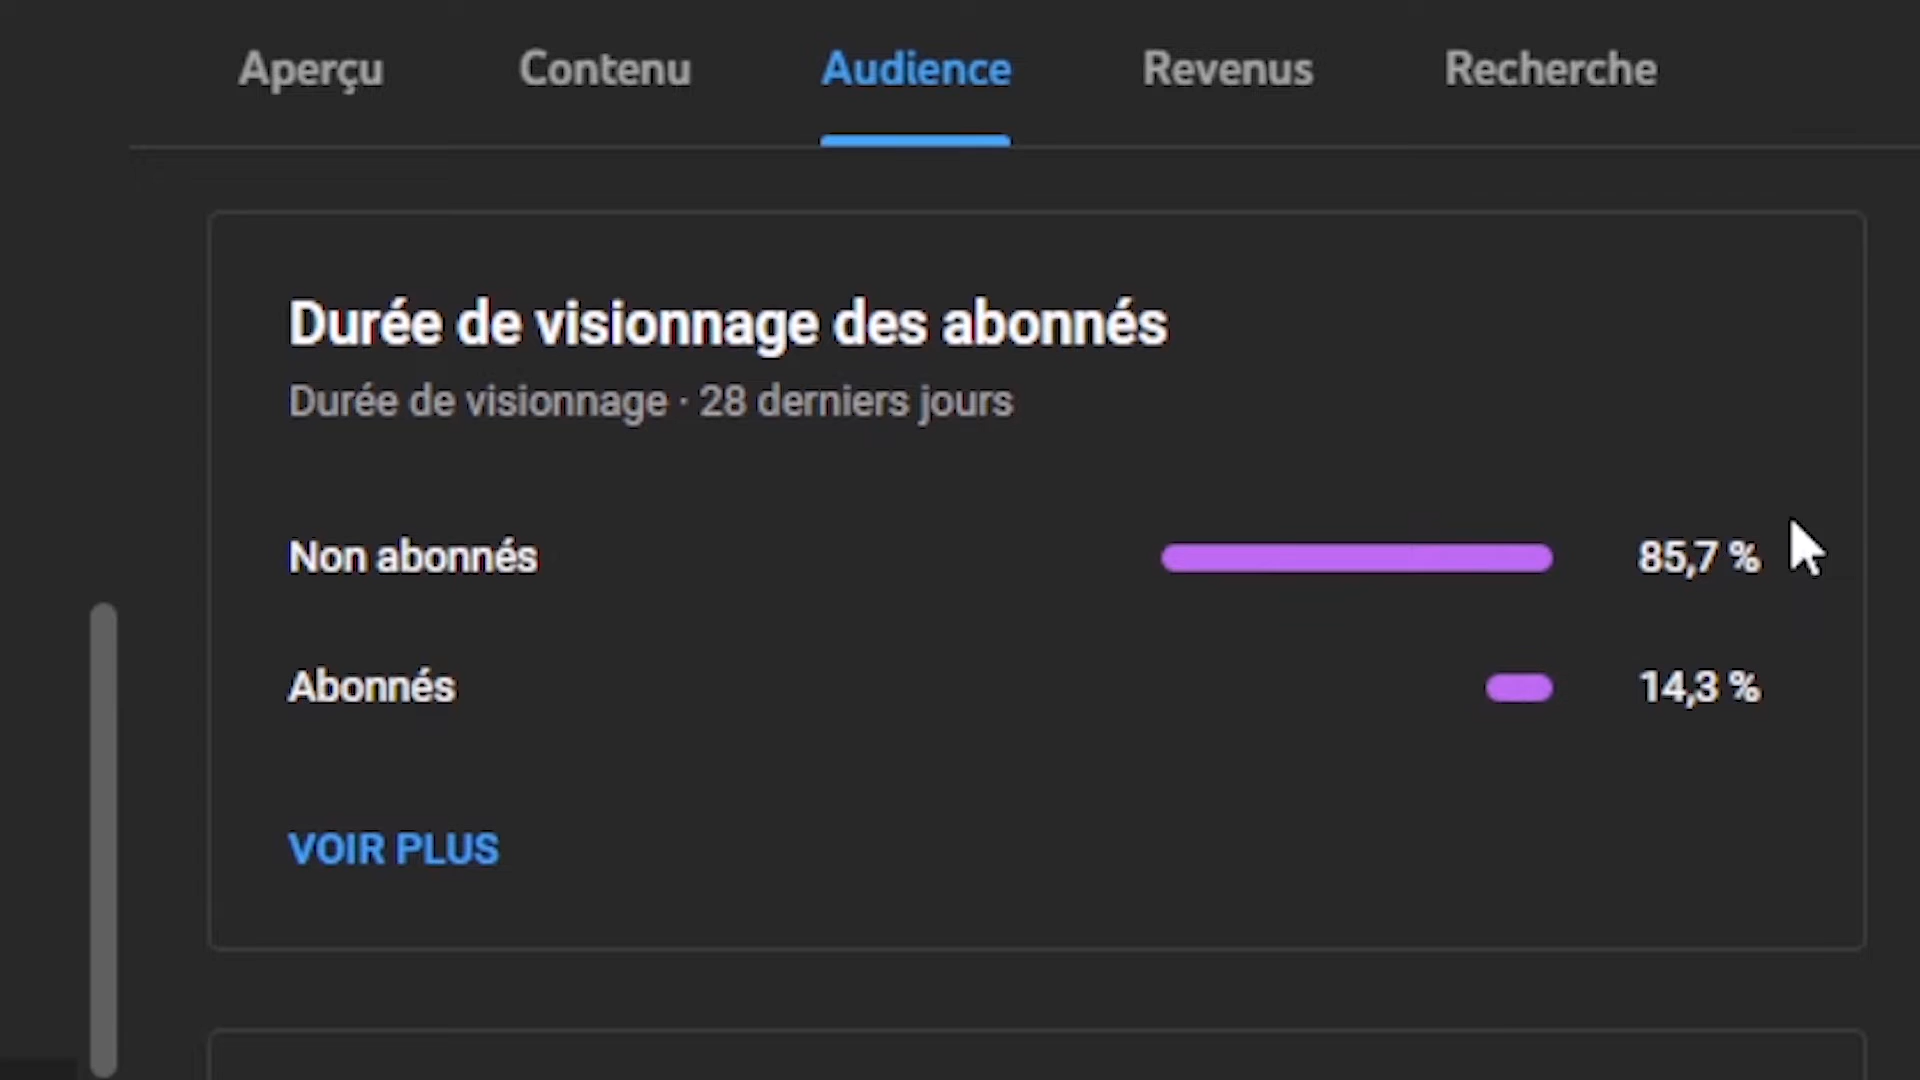 Aperçu Contenu Audience Revenus Recherche
Durée de visionnage des abonnés
Durée de visionnage · 28 derniers jours
Non abonnés 85,7 %
Abonnés 14,3 %
VOIR PLUS